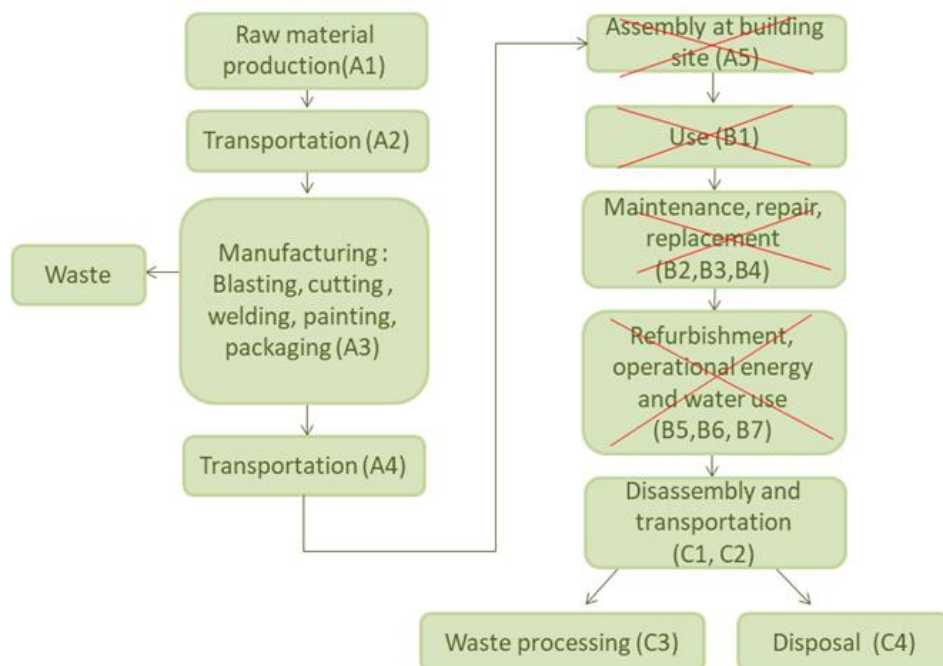 Raw material
production(A1)
Transportation (A2)
Manufacturing :
Blasting, cutting ,
welding, painting,
packaging (A3)
Waste
Transportation (A4)
Assembly at building
site (A5)
Use (B1)
Maintenance, repair,
replacement
(B2,B3,B4)
Refurbishment,
operational energy
and water use
(B5,B6, B7)
Disassembly and
transportation
(C1, C2)
Waste processing (C3)
Disposal  (C4)